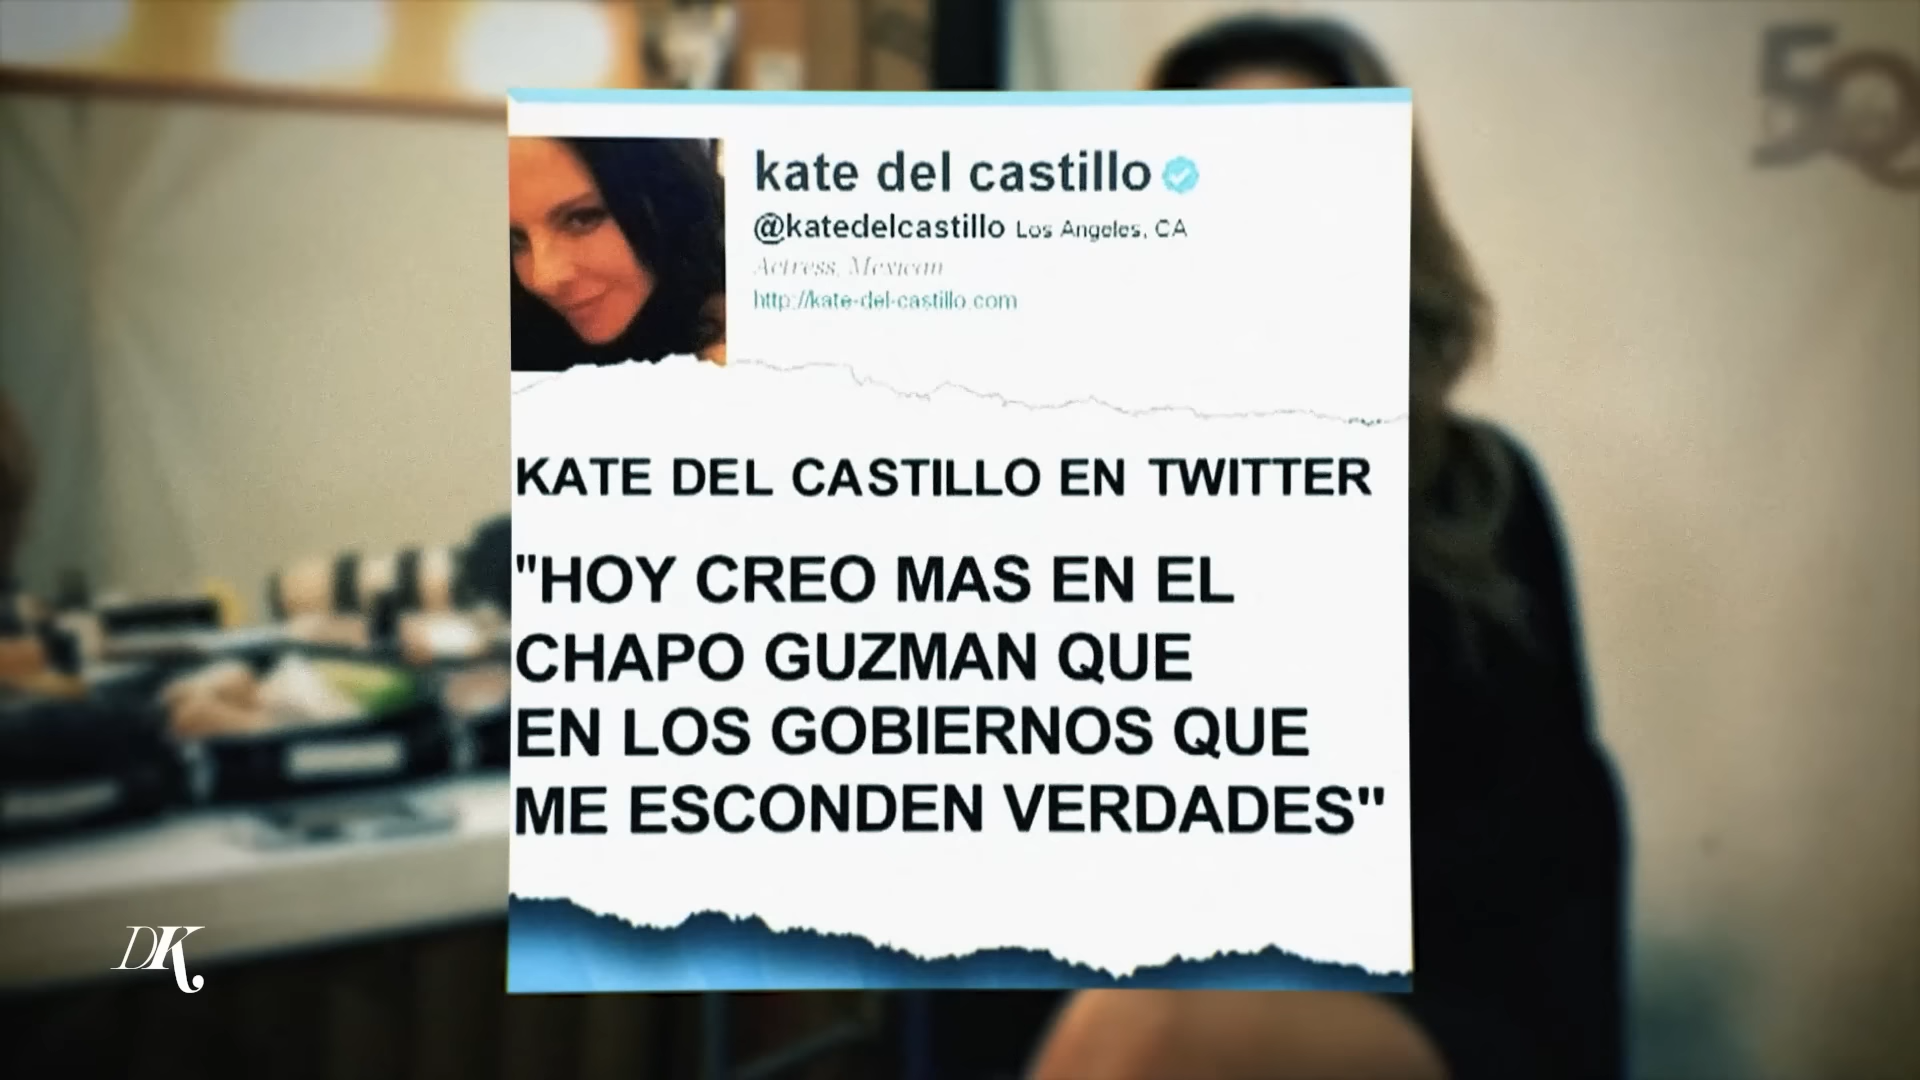 5Q
kate del castillo
@katedelcastillo Los Angeles, CA
Actress, Mexican
http://kate-del-castillo.com
KATE DEL CASTILLO EN TWITTER
"HOY CREO MAS EN EL
CHAPO GUZMAN QUE
EN LOS GOBIERNOS QUE
ME ESCONDEN VERDADES"
DK